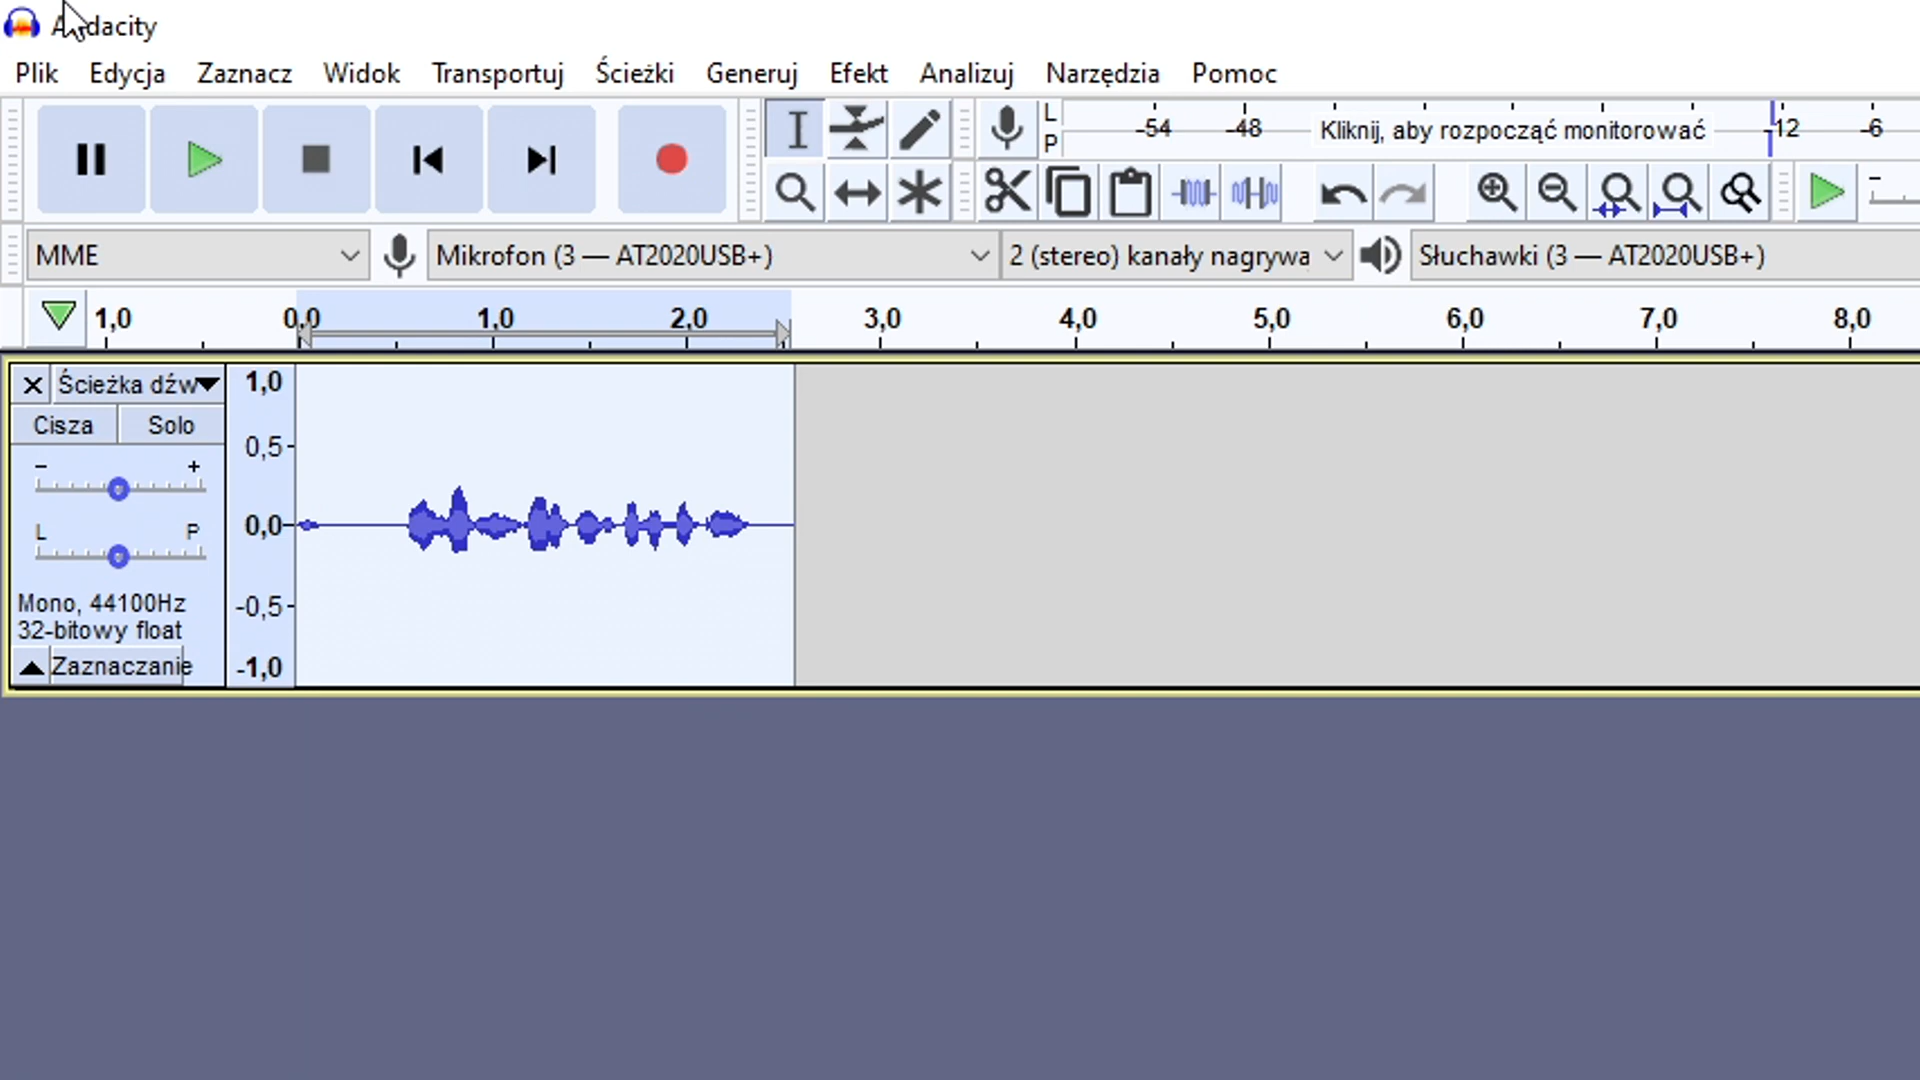 Audacity
Plik Edycja Zaznacz Widok Transportuj Ścieżki Generuj Efekt Analizuj Narzędzia Pomoc
L
P
-54 -48 Kliknij, aby rozpocząć monitorować -12 -6
MME Mikrofon (3 — AT2020USB+) 2 (stereo) kanały nagrywa Słuchawki (3 — AT2020USB+)
1,0 0,0 1,0 2,0 3,0 4,0 5,0 6,0 7,0 8,0
Ścieżka dźw 1,0
Cisza Solo
0,5
- +
0,0
L P
Mono, 44100Hz
-0,5
32-bitowy float
Zaznaczanie -1,0